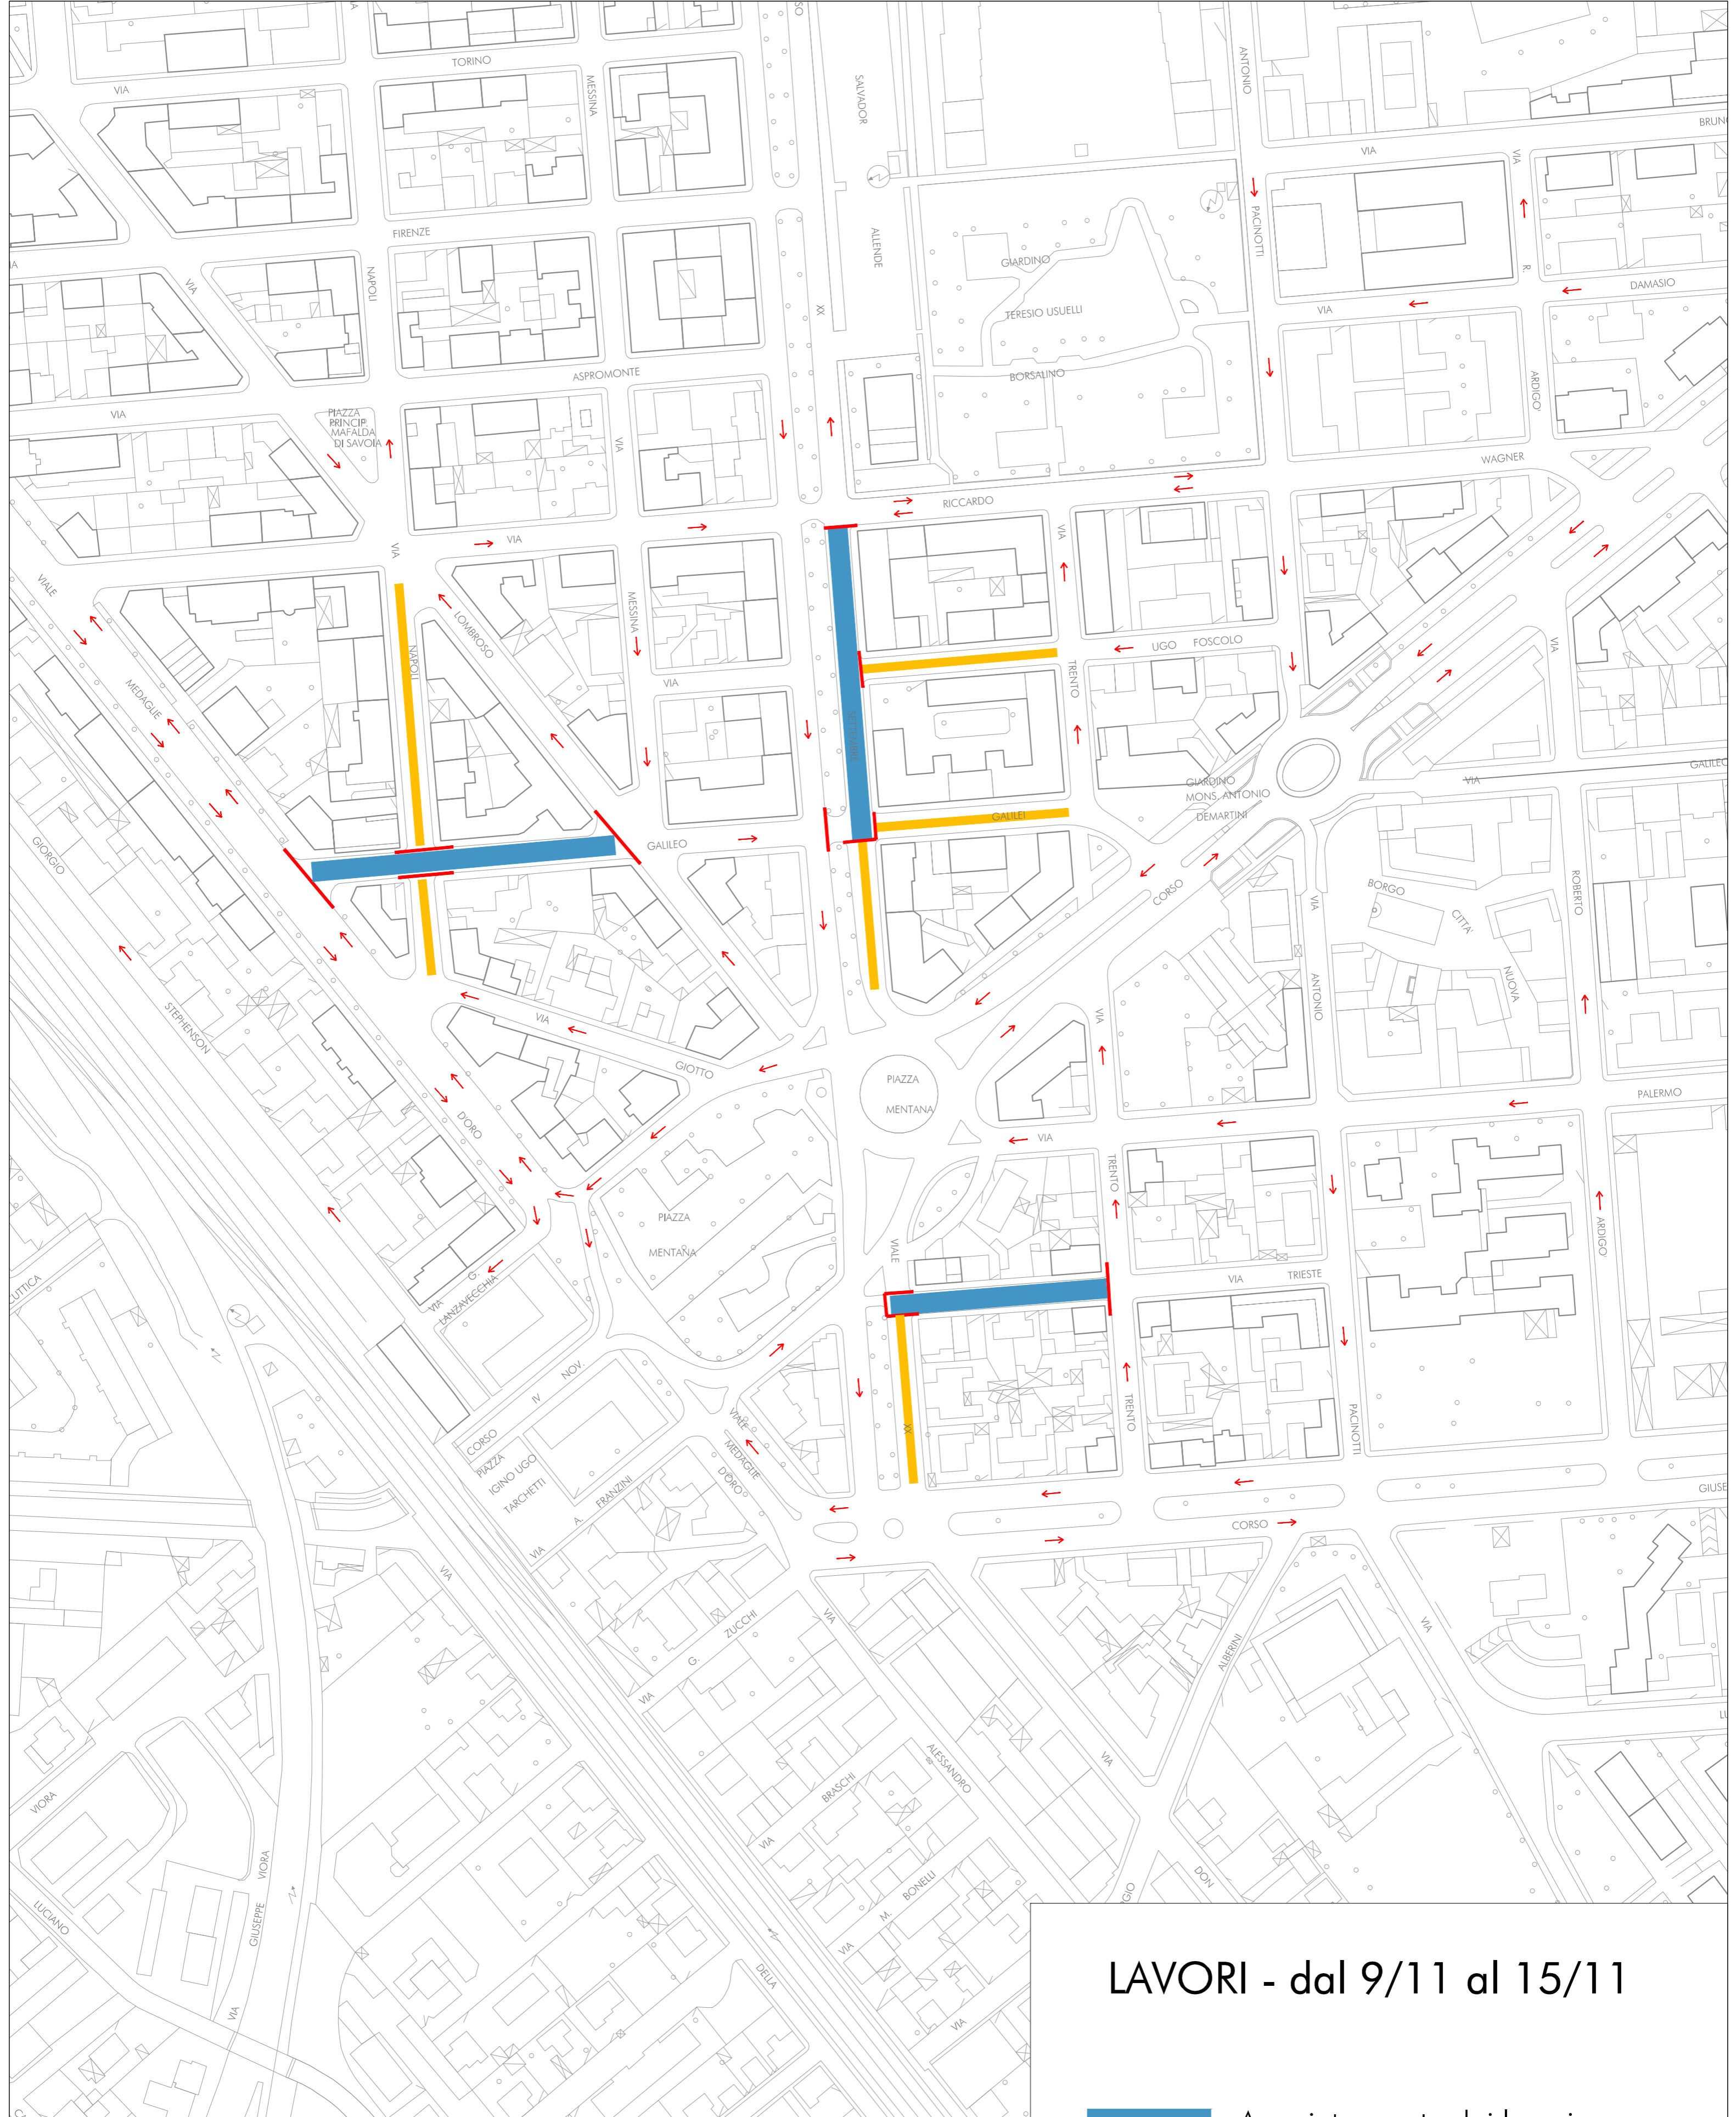 TORINO
VIA
MESSINA
SALVADOR
ANTONIO
VIA
VIA
FIRENZE
ALLENDE
PACINOTTI
NAPOLI
VIA
GIARDINO
R.
DAMASIO
XX
TERESIO USUELLI
VIA
ASPROMONTE
BORSALINO
ARDIGO'
VIA
PIAZZA
PRINCIP.
MAFALDA
DI SAVOIA
VIA
WAGNER
RICCARDO
VIA
VIA
VIA
VIALE
LOMBROSO
MESSINA
UGO FOSCOLO
VIA
NAPOLI
VIA
TRENTO
MEDAGLIE
SETTEMBRE
GIARDINO
MONS. ANTONIO
DEMARTINI
VIA
GALILEO
GALILEI
GALILEO
GIORGIO
BORGO
CITTA'
NUOVA
ROBERTO
CORSO
VIA
ANTONIO
STEPHENSON
VIA
GIOTTO
VIA
PIAZZA
MENTANA
PALERMO
D'ORO
VIA
TRENTO
PIAZZA
MENTANA
VIALE
ARDIGO'
VIA TRIESTE
VIA G.
LANZAVECCHIA
CORSO IV NOV.
PIAZZA
IGINO UGO
TARCHETTI
VIALE
MEDAGLIE
D'ORO
XX
TRENTO
PACINOTTI
VIA A. FRANZINI
CORSO
VIA
VIA G. ZUCCHI
VIA
ALBERINI
VIA
VIA
ALESSANDRO
VIA BRASCHI
VIORA
VIA M. BONELLI
DON
LUCIANO
VIA GIUSEPPE VIORA
DELLA
VIA
LAVORI - dal 9/11 al 15/11